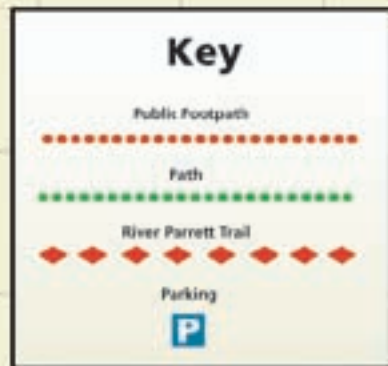 Key
Public Footpath
Path
River Parrett Trail
Parking
P